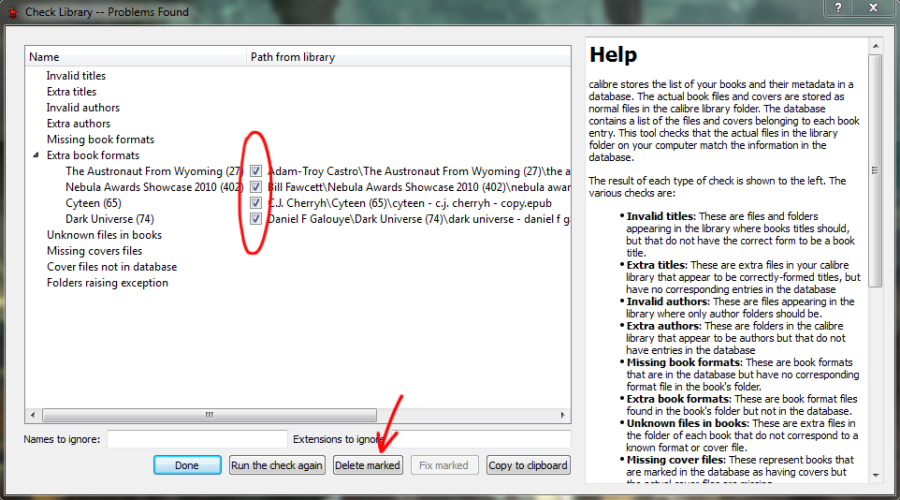 Check Library -- Problems Found
Name
Path from library
Invalid titles
Extra titles
Invalid authors
Extra authors
Missing book formats
Extra book formats
The Austronaut From Wyoming (27) Adam-Troy Castro\The Austronaut From Wyoming (27)\the a
Nebula Awards Showcase 2010 (402) Bill Fawcett\Nebula Awards Showcase 2010 (402)\nebula awar
Cyteen (65) C.J. Cherryh\Cyteen (65)\cyteen - c.j. cherryh - copy.epub
Dark Universe (74) Daniel F Galouye\Dark Universe (74)\dark universe - daniel f g
Unknown files in books
Missing covers files
Cover files not in database
Folders raising exception
Names to ignore:
Extensions to ignore
Done
Run the check again
Delete marked
Fix marked
Copy to clipboard
Help
calibre stores the list of your books and their metadata in
a database. The actual book files and covers are stored as
normal files in the calibre library folder. The database
contains a list of the files and covers belonging to each book
entry. This tool checks that the actual files in the library
folder on your computer match the information in the
database.
The result of each type of check is shown to the left. The
various checks are:
• Invalid titles: These are files and folders
appearing in the library where books titles should,
but that do not have the correct form to be a book
title.
• Extra titles: These are extra files in your calibre
library that appear to be correctly-formed titles, but
have no corresponding entries in the database
• Invalid authors: These are files appearing in the
library where only author folders should be.
• Extra authors: These are folders in the calibre
library that appear to be authors but that do not
have entries in the database
• Missing book formats: These are book formats
that are in the database but have no corresponding
format file in the book's folder.
• Extra book formats: These are book format files
found in the book's folder but not in the database.
• Unknown files in books: These are extra files in
the folder of each book that do not correspond to a
known format or cover file.
• Missing cover files: These represent books that
are marked in the database as having covers but
the actual cover files are missing.